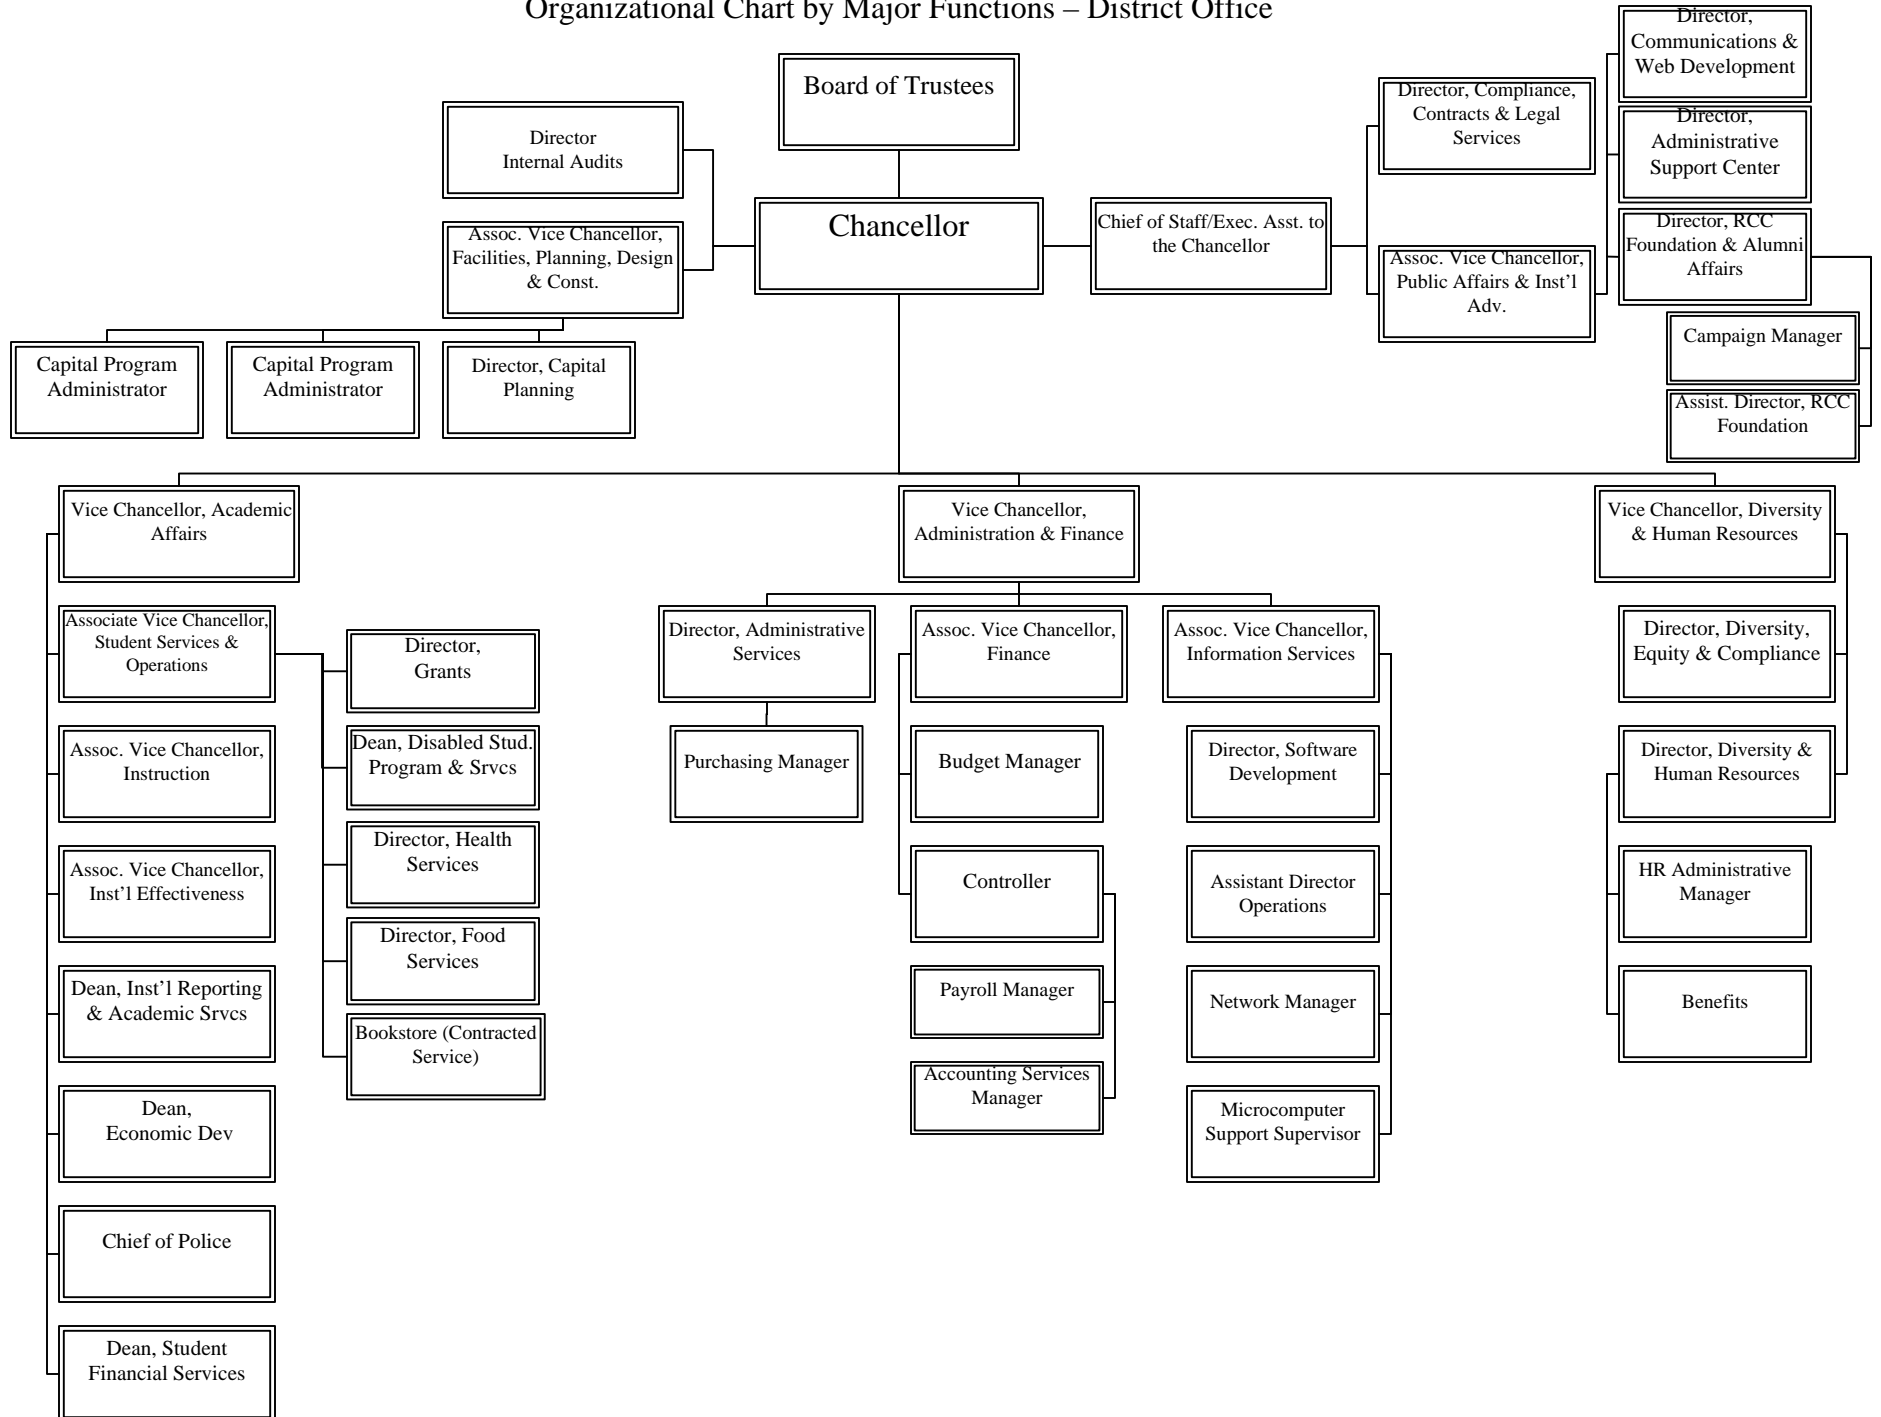 Organizational Chart by Major Functions – District Office
Board of Trustees
Director
Internal Audits
Assoc. Vice Chancellor,
Facilities, Planning, Design
& Const.
Chancellor
Chief of Staff/Exec. Asst. to
the Chancellor
Director, Compliance,
Contracts & Legal
Services
Assoc. Vice Chancellor,
Public Affairs & Inst’l
Adv.
Director,
Communications &
Web Development
Director,
Administrative
Support Center
Director, RCC
Foundation & Alumni
Affairs
Campaign Manager
Assist. Director, RCC
Foundation
Capital Program
Administrator
Capital Program
Administrator
Director, Capital
Planning
Vice Chancellor, Academic
Affairs
Associate Vice Chancellor,
Student Services &
Operations
Assoc. Vice Chancellor,
Instruction
Assoc. Vice Chancellor,
Inst’l Effectiveness
Dean, Inst’l Reporting
& Academic Srvcs
Dean,
Economic Dev
Chief of Police
Dean, Student
Financial Services
Director,
Grants
Dean, Disabled Stud.
Program & Srvcs
Director, Health
Services
Director, Food
Services
Bookstore (Contracted
Service)
Vice Chancellor,
Administration & Finance
Director, Administrative
Services
Purchasing Manager
Assoc. Vice Chancellor,
Finance
Budget Manager
Controller
Payroll Manager
Accounting Services
Manager
Assoc. Vice Chancellor,
Information Services
Director, Software
Development
Assistant Director
Operations
Network Manager
Microcomputer
Support Supervisor
Vice Chancellor, Diversity
& Human Resources
Director, Diversity,
Equity & Compliance
Director, Diversity &
Human Resources
HR Administrative
Manager
Benefits